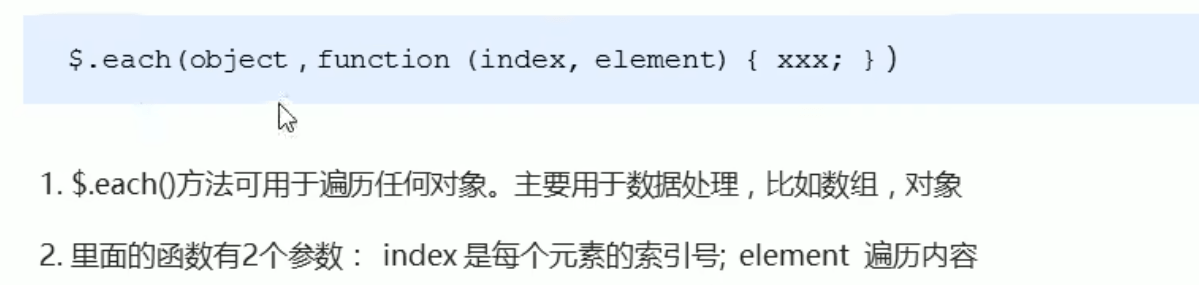 $.each(object，function (index, element) { xxx; })
1. $.each()方法可用于遍历任何对象。主要用于数据处理，比如数组，对象
2. 里面的函数有2个参数： index 是每个元素的索引号; element 遍历内容